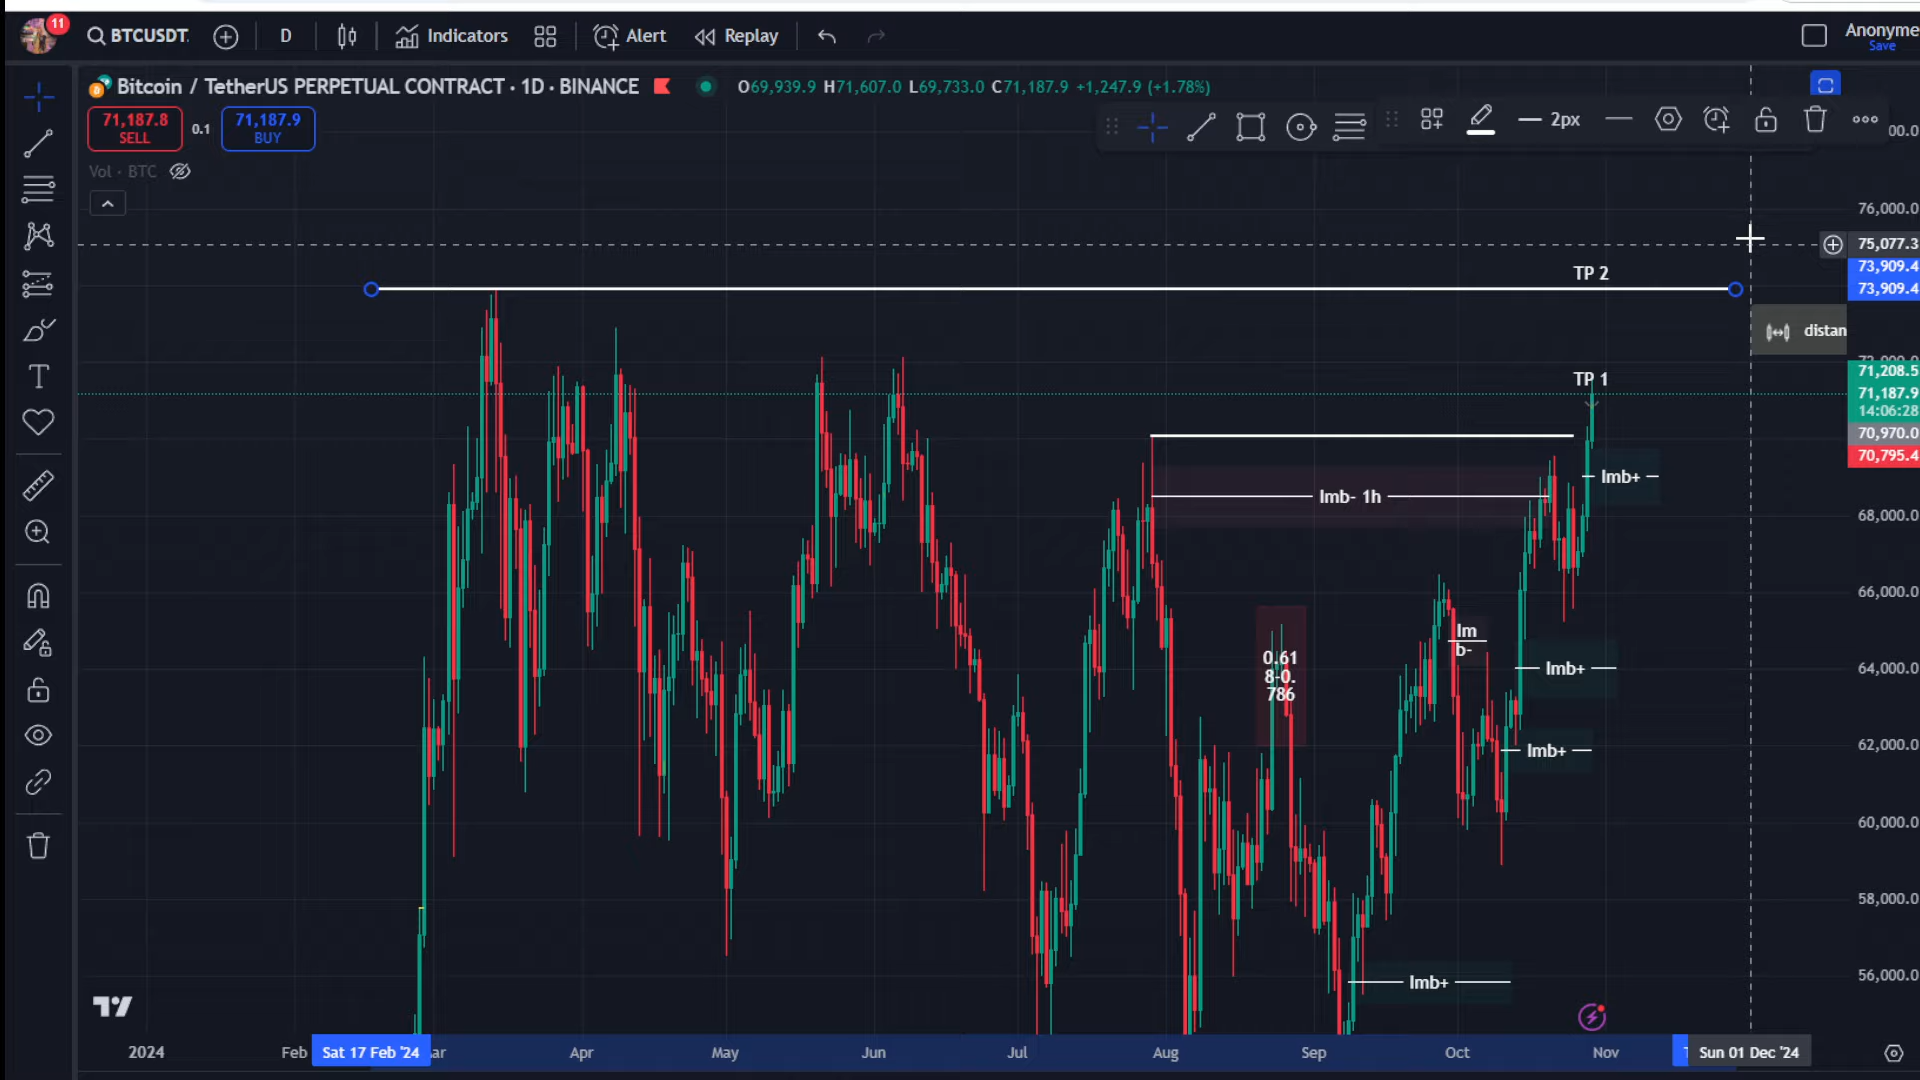 11
BTCUSDT.
D
Indicators
Alert
Replay
Anonyme
Save
Bitcoin / TetherUS PERPETUAL CONTRACT · 1D · BINANCE
O69,939.9 H71,607.0 L69,733.0 C71,187.9 +1,247.9 (+1.78%)
71,187.8
SELL
0.1
71,187.9
BUY
2px
Vol · BTC
76,000.0
75,077.3
73,909.4
73,909.4
TP 2
distan
TP 1
71,208.5
71,187.9
14:06:28
70,970.0
70,795.4
Imb+
Imb- 1h
68,000.0
66,000.0
Im
b-
0.61
8-0.
786
64,000.0
Imb+
62,000.0
Imb+
60,000.0
58,000.0
56,000.0
Imb+
2024
Feb
Sat 17 Feb '24
ar
Apr
May
Jun
Jul
Aug
Sep
Oct
Nov
Sun 01 Dec '24